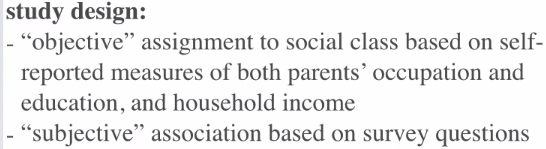 study design:
- “objective” assignment to social class based on self-
reported measures of both parents’ occupation and
education, and household income
- “subjective” association based on survey questions